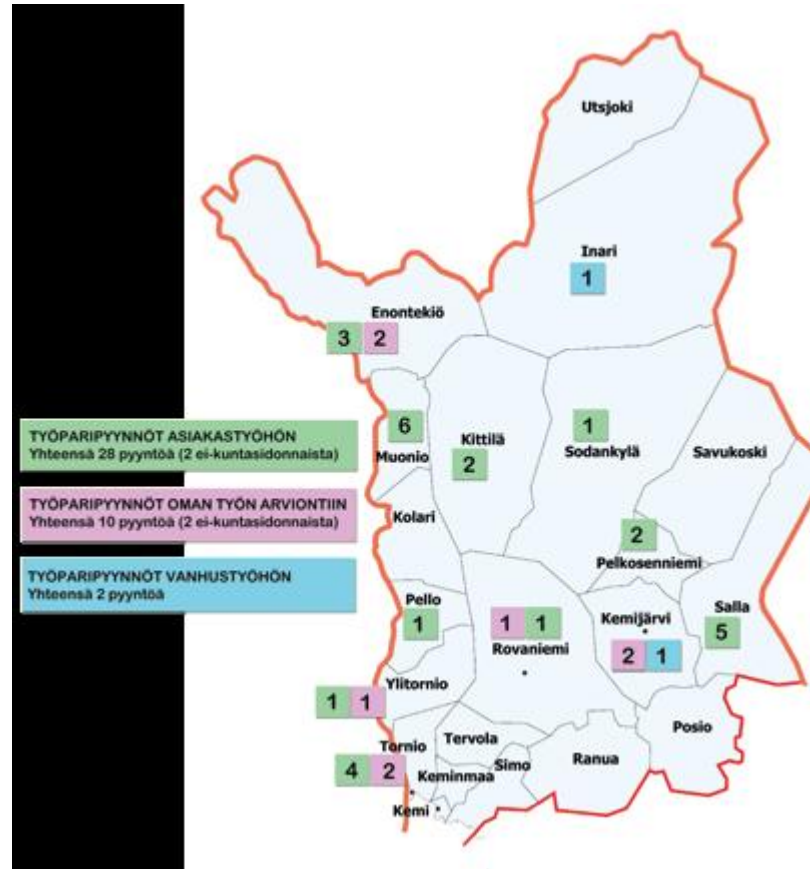 Utsjoki
Inari
1
Enontekiö
3 2
6
Muonio
Kittilä
2
1
Sodankylä
Savukoski
TYÖPARIPYYNNÖT ASIAKASTYÖHÖN
Yhteensä 28 pyyntöä (2 ei-kuntasidonnaista)
TYÖPARIPYYNNÖT OMAN TYÖN ARVIONTIIN
Yhteensä 10 pyyntöä (2 ei-kuntasidonnaista)
TYÖPARIPYYNNÖT VANHUSTYÖHÖN
Yhteensä 2 pyyntöä
Kolari
2
Pelkosenniemi
Pello
1
1 1
Rovaniemi
Kemijärvi
2 1
Salla
5
Ylitornio
1 1
Tornio
4 2
Tervola
Keminmaa
Simo
Kemi
Ranua
Posio